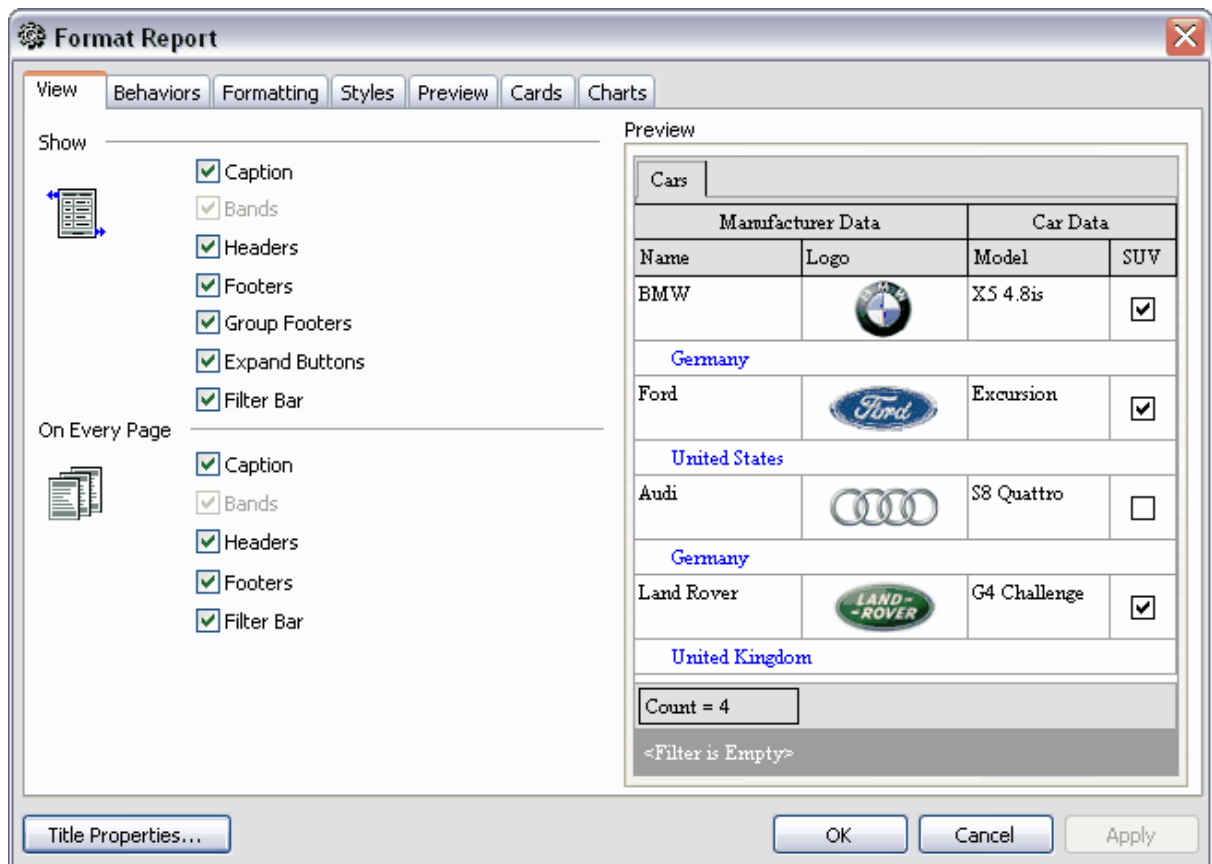 Format Report
View Behaviors Formatting Styles Preview Cards Charts
Show
Caption
Bands
Headers
Footers
Group Footers
Expand Buttons
Filter Bar
On Every Page
Caption
Bands
Headers
Footers
Filter Bar
Preview
Cars
Manufacturer Data Car Data
Name Logo Model SUV
BMW BMW X5 4.8is
Germany
Ford Ford Excursion
United States
Audi S8 Quattro
Germany
Land Rover LAND-
-ROVER G4 Challenge
United Kingdom
Count = 4
<Filter is Empty>
Title Properties... OK Cancel Apply